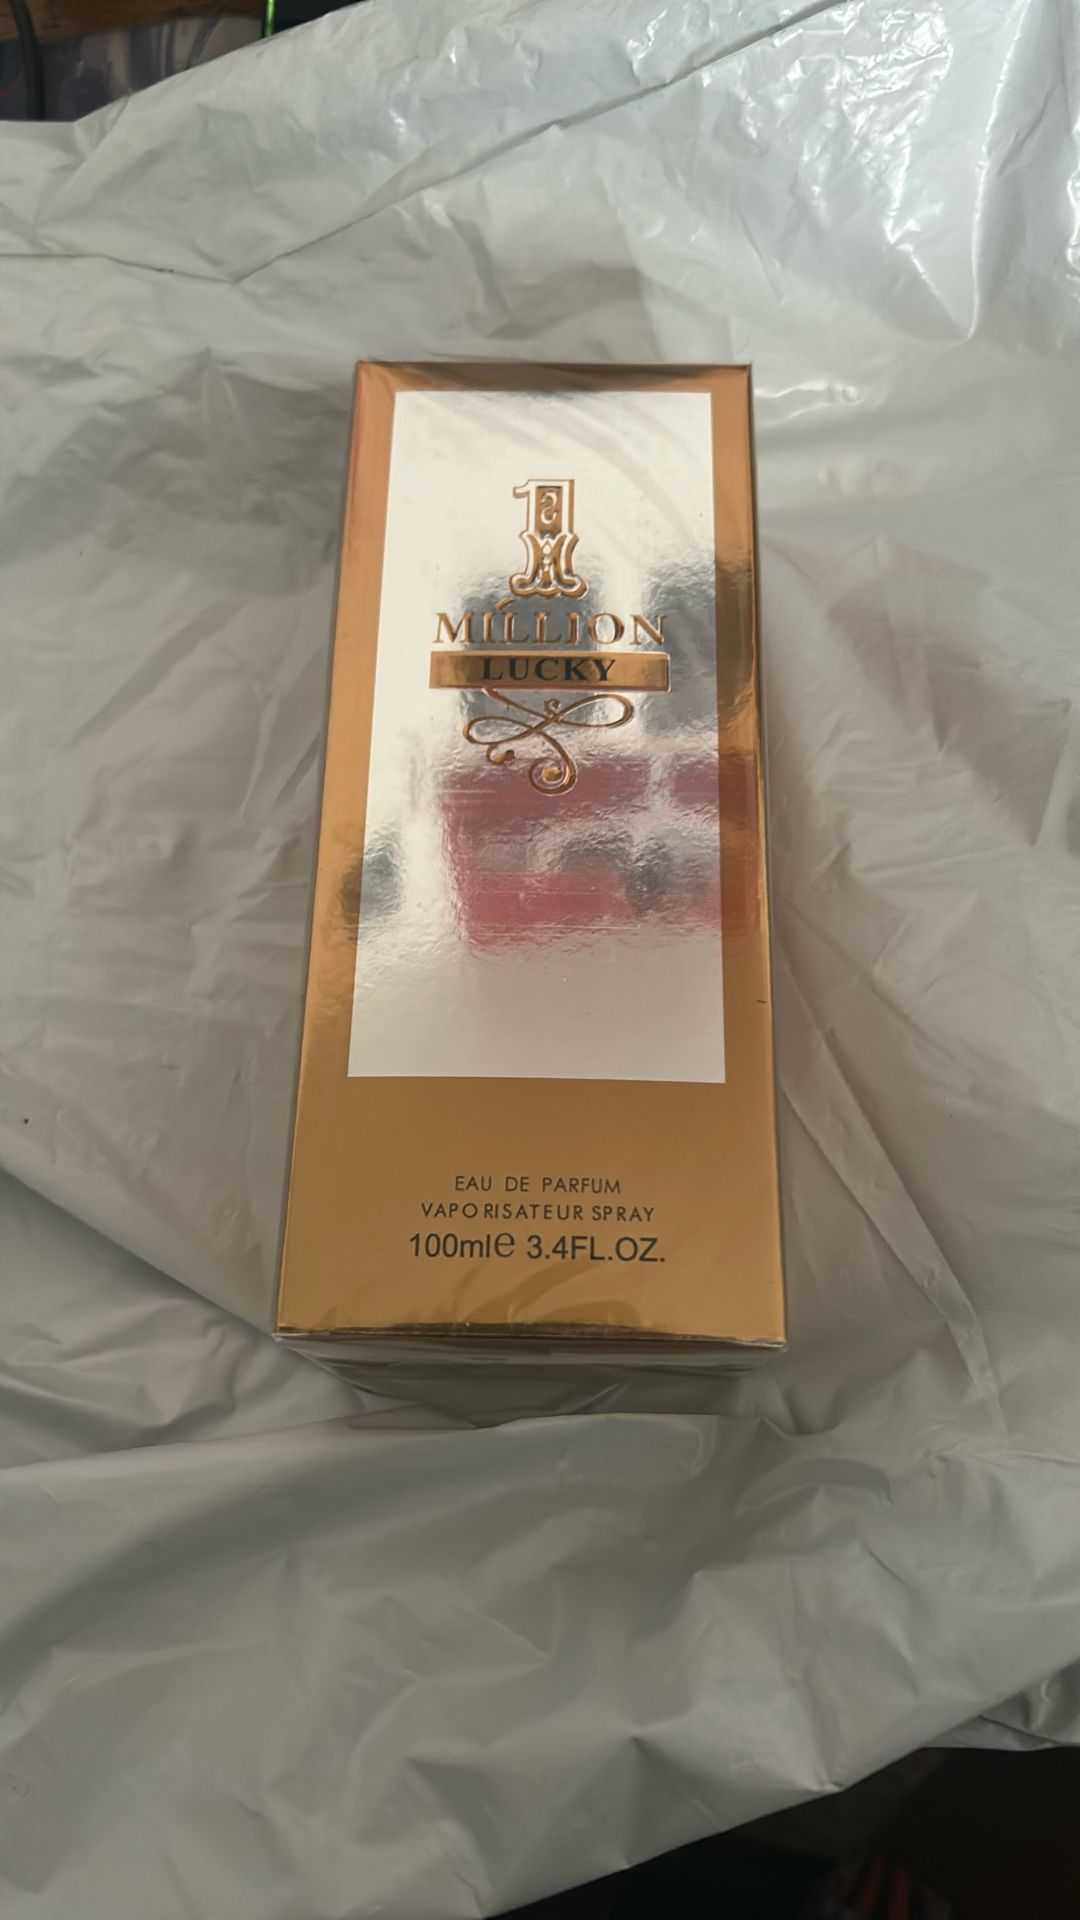 1
MÍLLION
LUCKY
EAU DE PARFUM
VAPORISATEUR SPRAY
100mle 3.4FL.OZ.